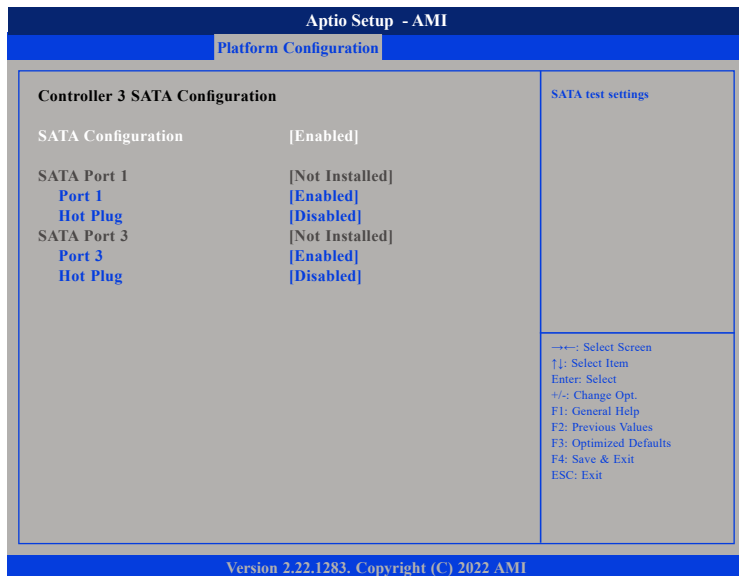 Aptio Setup - AMI
Platform Configuration
Controller 3 SATA Configuration
SATA Configuration [Enabled]
SATA Port 1 [Not Installed]
Port 1 [Enabled]
Hot Plug [Disabled]
SATA Port 3 [Not Installed]
Port 3 [Enabled]
Hot Plug [Disabled]
SATA test settings
→←: Select Screen
↑↓: Select Item
Enter: Select
+/-: Change Opt.
F1: General Help
F2: Previous Values
F3: Optimized Defaults
F4: Save & Exit
ESC: Exit
Version 2.22.1283. Copyright (C) 2022 AMI